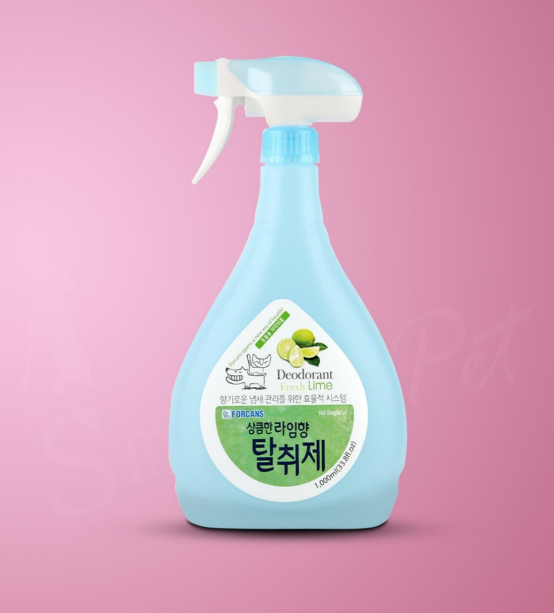 Deodorant
Fresh Lime
향기로운 냄새 관리를 위한 효율적 시스템
FORCANS
상큼한 라임향
탈취제
1,000ml(33.8fl.oz)